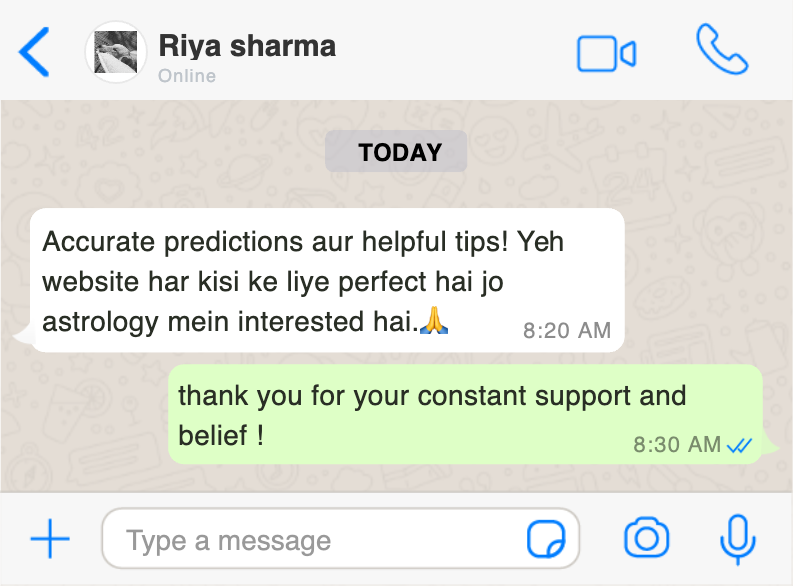 Riya sharma
Online
TODAY
Accurate predictions aur helpful tips! Yeh
website har kisi ke liye perfect hai jo
astrology mein interested hai.🙏
8:20 AM
thank you for your constant support and
belief !
8:30 AM
Type a message